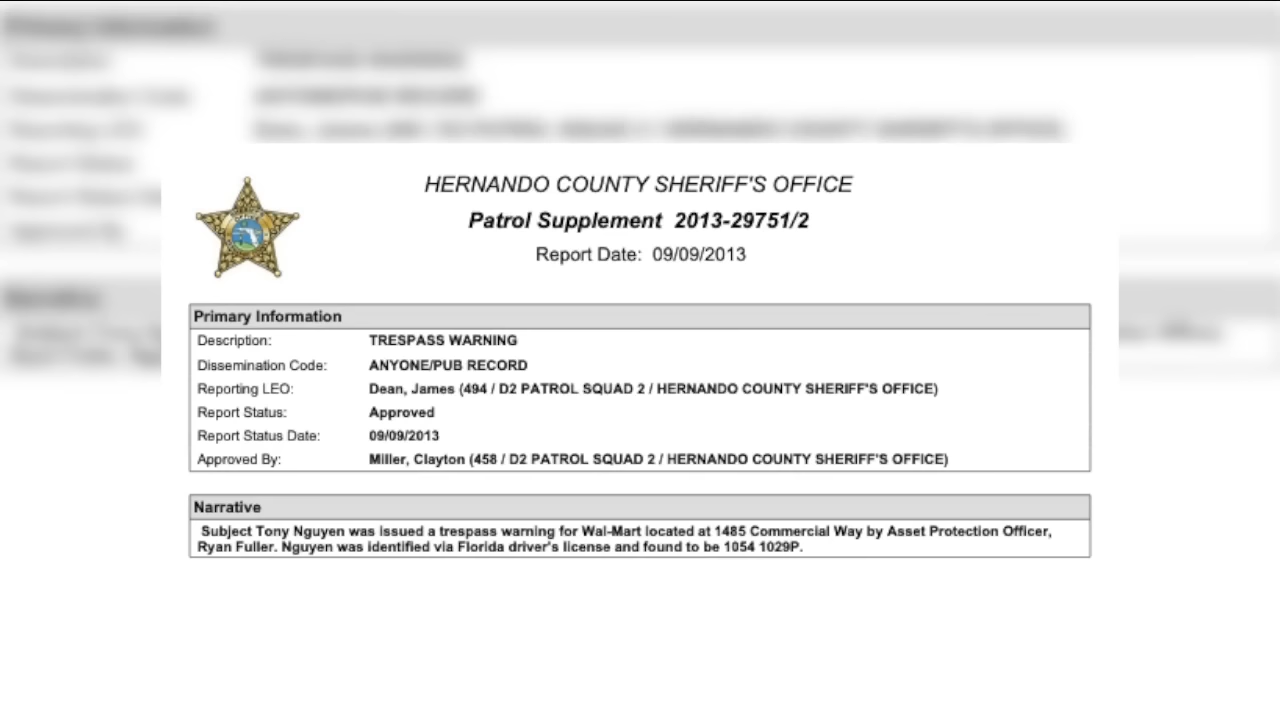 HERNANDO COUNTY SHERIFF'S OFFICE
Patrol Supplement 2013-29751/2
Report Date: 09/09/2013
Primary Information
Description: TRESPASS WARNING
Dissemination Code: ANYONE/PUB RECORD
Reporting LEO: Dean, James (494 / D2 PATROL SQUAD 2 / HERNANDO COUNTY SHERIFF'S OFFICE)
Report Status: Approved
Report Status Date: 09/09/2013
Approved By: Miller, Clayton (458 / D2 PATROL SQUAD 2 / HERNANDO COUNTY SHERIFF'S OFFICE)
Narrative
Subject Tony Nguyen was issued a trespass warning for Wal-Mart located at 1485 Commercial Way by Asset Protection Officer,
Ryan Fuller. Nguyen was identified via Florida driver's license and found to be 1054 1029P.